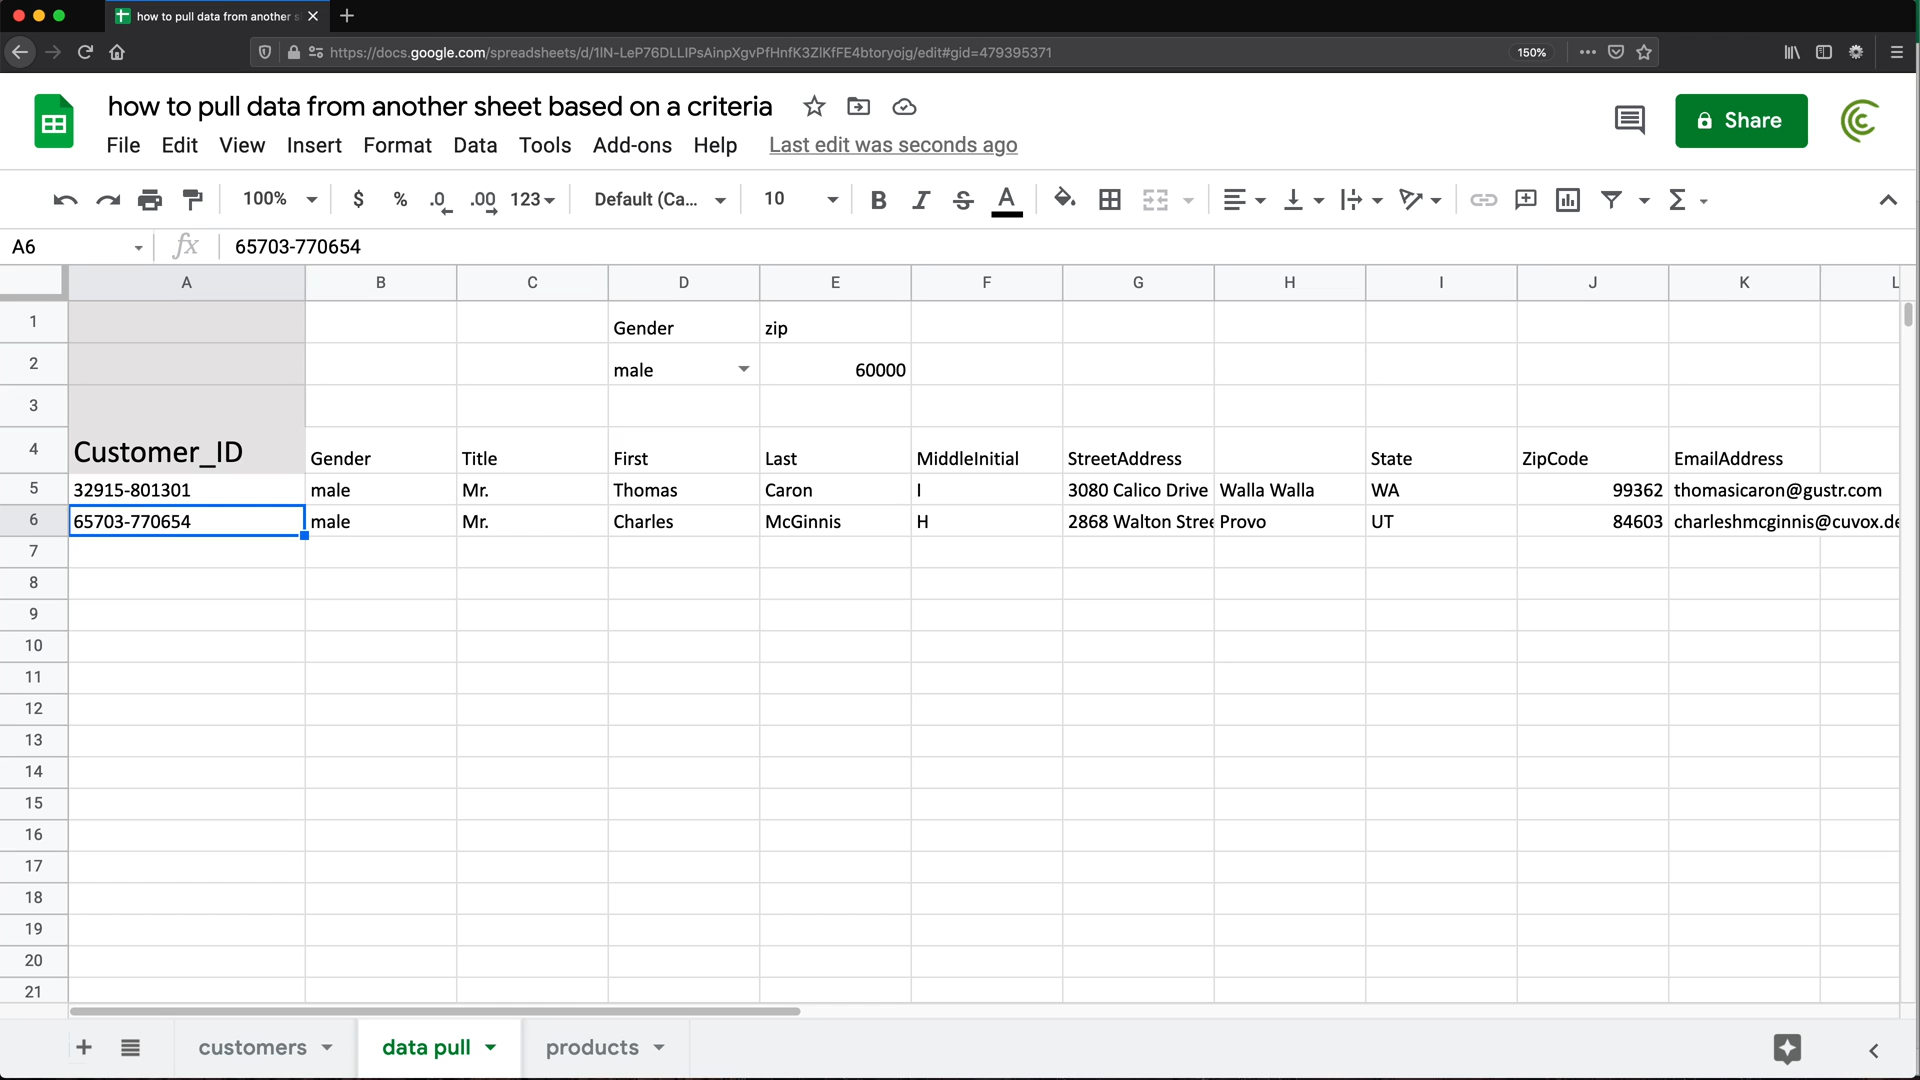 how to pull data from another s
https://docs.google.com/spreadsheets/d/1lN-LeP76DLLIPsAinpXgvPfHnfK3ZlKfFE4btoryojg/edit#gid=479395371 150%
how to pull data from another sheet based on a criteria
Share
File Edit View Insert Format Data Tools Add-ons Help Last edit was seconds ago
100% $ % .0 .00 123 Default (Ca... 10 B I S A
A6 fx 65703-770654
A B C D E F G H I J K L
1 Gender zip
2 male 60000
3
4 Customer_ID Gender Title First Last MiddleInitial StreetAddress State ZipCode EmailAddress
5 32915-801301 male Mr. Thomas Caron I 3080 Calico Drive Walla Walla WA 99362 thomasicaron@gustr.com
6 65703-770654 male Mr. Charles McGinnis H 2868 Walton Stree Provo UT 84603 charleshmcginnis@cuvox.de
7
8
9
10
11
12
13
14
15
16
17
18
19
20
21
customers data pull products